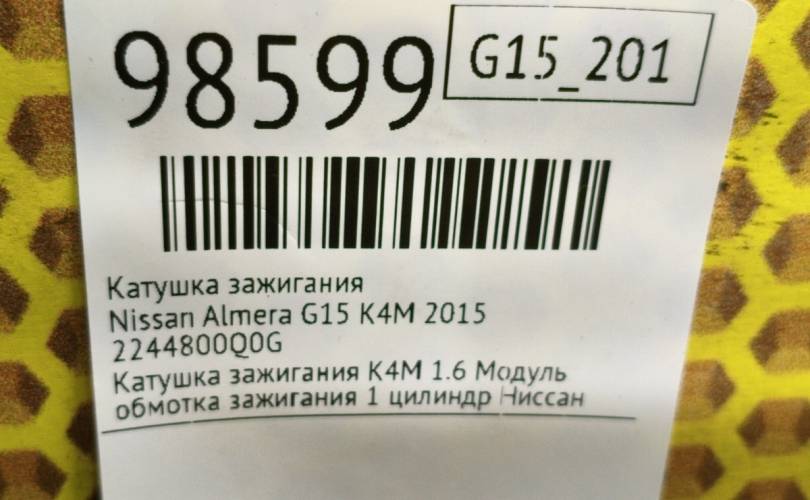 98599
G15_201
Катушка зажигания
Nissan Almera G15 K4M 2015
2244800Q0G
Катушка зажигания K4M 1.6 Модуль
обмотка зажигания 1 цилиндр Ниссан